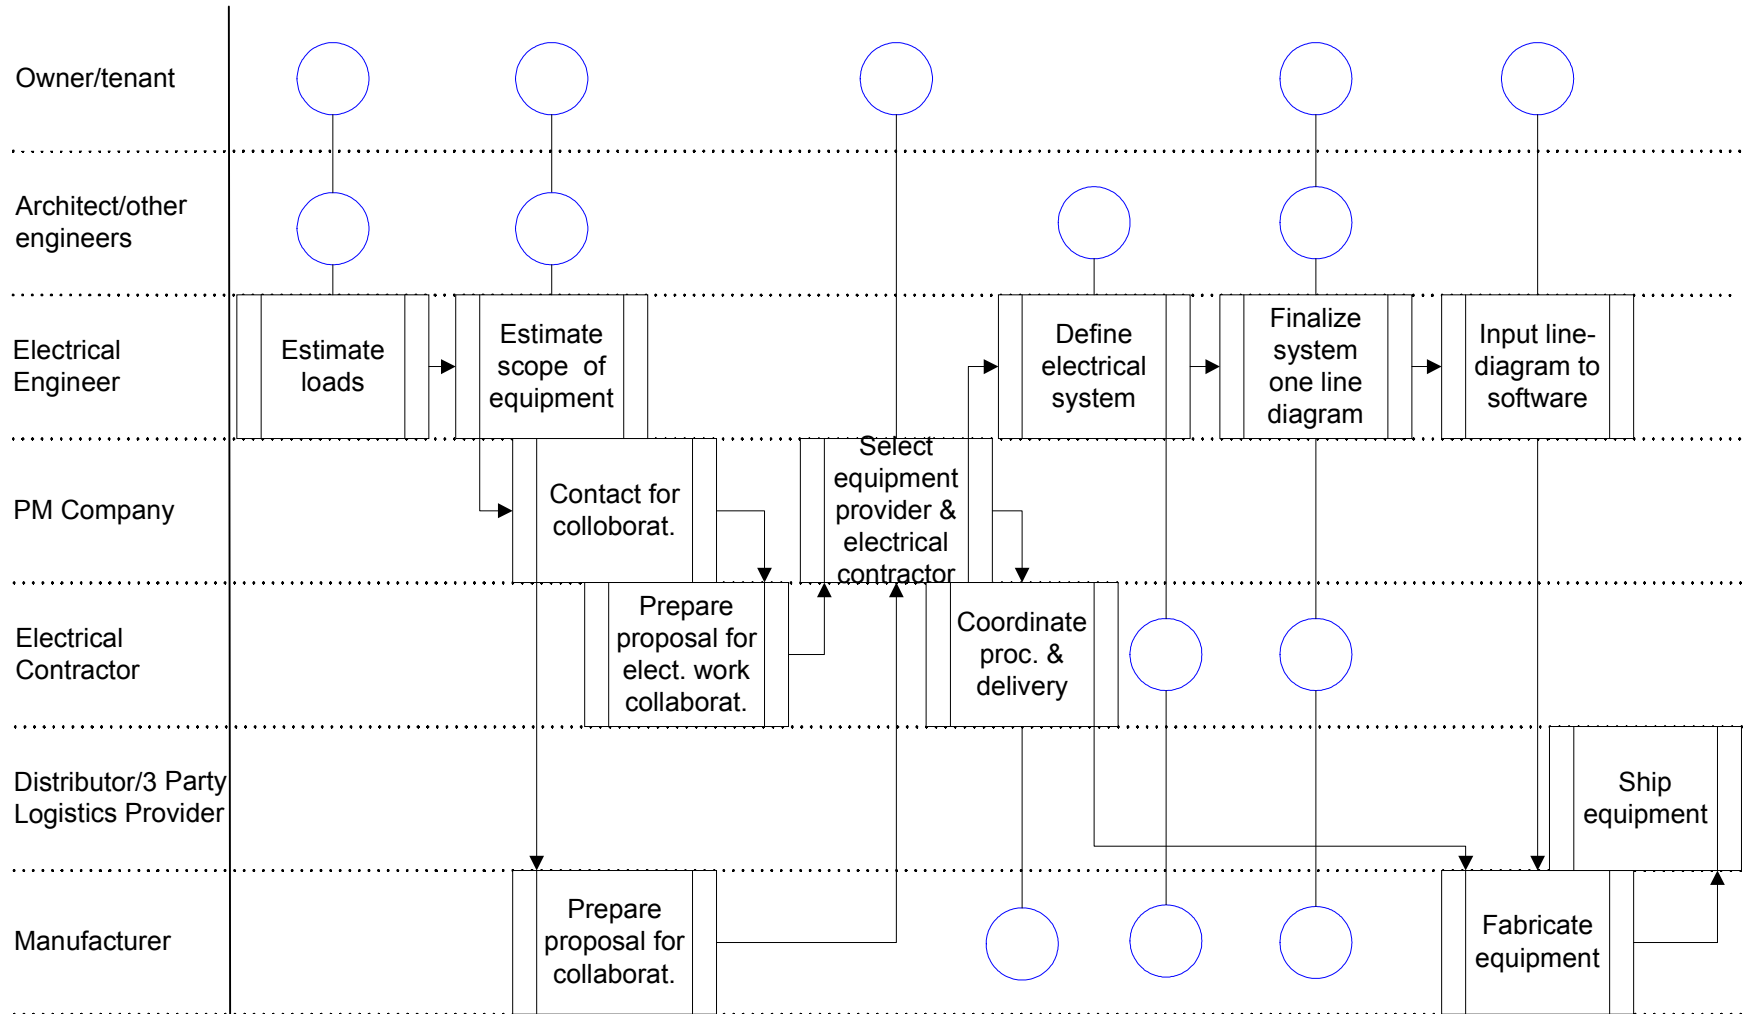 Owner/tenant
Architect/other
engineers
Electrical
Engineer
Estimate
loads
Estimate
scope of
equipment
Define
electrical
system
Finalize
system
one line
diagram
Input line-
diagram to
software
PM Company
Contact for
colloborat.
Select
equipment
provider &
electrical
contractor
Electrical
Contractor
Prepare
proposal for
elect. work
collaborat.
Coordinate
proc. &
delivery
Distributor/3 Party
Logistics Provider
Ship
equipment
Manufacturer
Prepare
proposal for
collaborat.
Fabricate
equipment